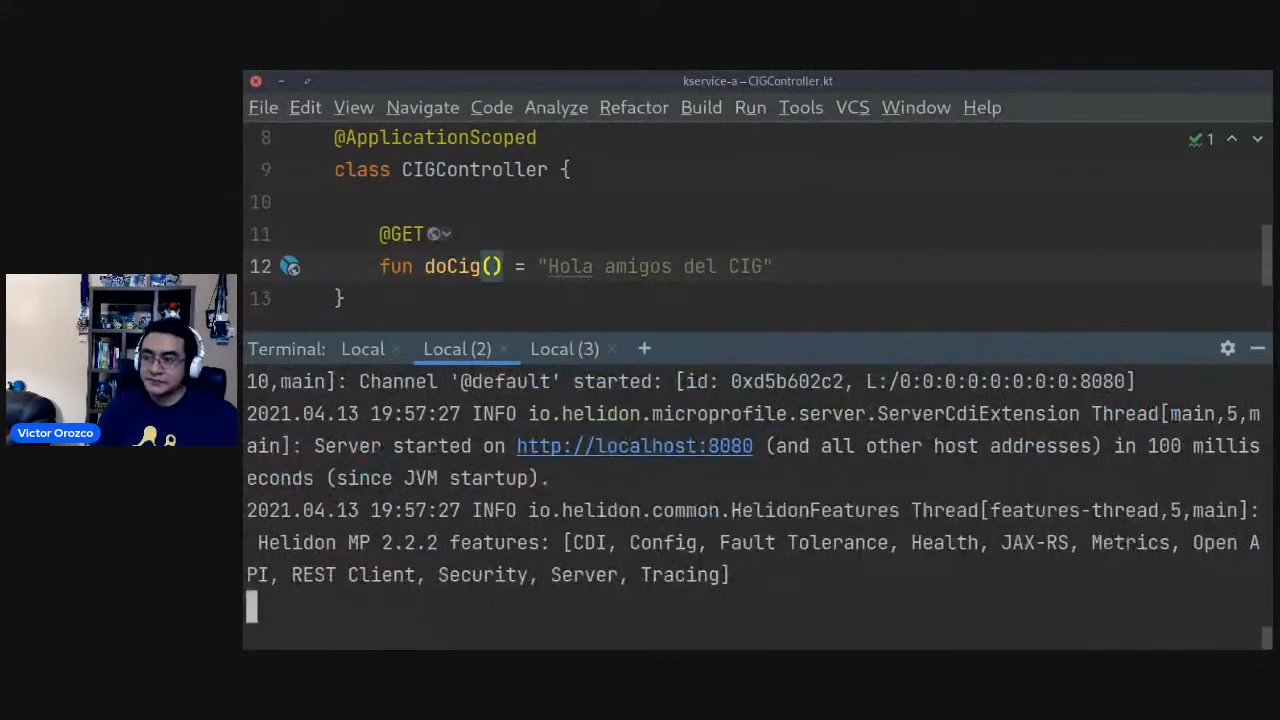 kservice-a – CIGController.kt
File Edit View Navigate Code Analyze Refactor Build Run Tools VCS Window Help
8 @ApplicationScoped
1
9 class CIGController {
10
11 @GET
12 fun doCig() = "Hola amigos del CIG"
13 }
Terminal: Local × Local (2) × Local (3) × +
10,main]: Channel '@default' started: [id: 0xd5b602c2, L:/0:0:0:0:0:0:0:0:8080]
2021.04.13 19:57:27 INFO io.helidon.microprofile.server.ServerCdiExtension Thread[main,5,m
ain]: Server started on http://localhost:8080 (and all other host addresses) in 100 millis
econds (since JVM startup).
2021.04.13 19:57:27 INFO io.helidon.common.HelidonFeatures Thread[features-thread,5,main]:
Helidon MP 2.2.2 features: [CDI, Config, Fault Tolerance, Health, JAX-RS, Metrics, Open A
PI, REST Client, Security, Server, Tracing]
Victor Orozco